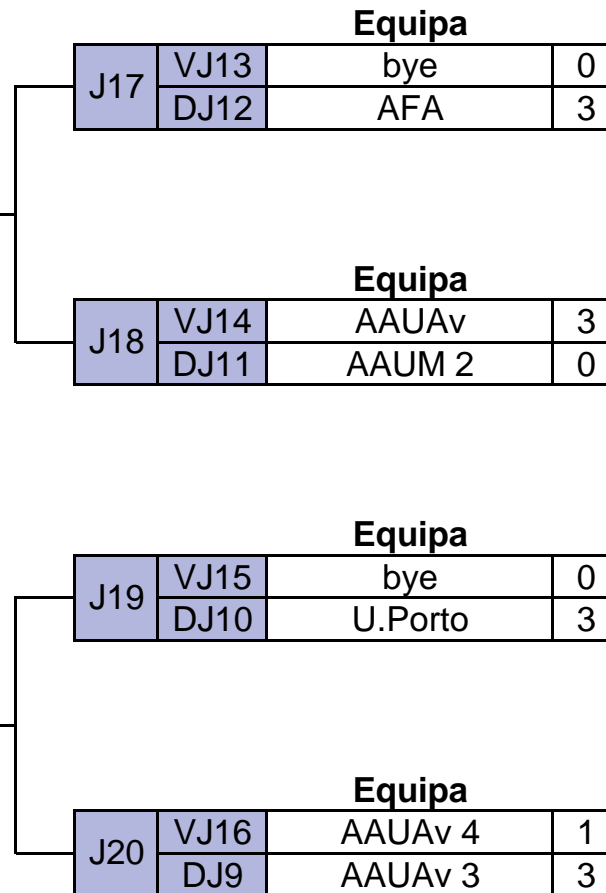 Equipa
J17 VJ13 bye 0
DJ12 AFA 3
Equipa
J18 VJ14 AAUAv 3
DJ11 AAUM 2 0
Equipa
J19 VJ15 bye 0
DJ10 U.Porto 3
Equipa
J20 VJ16 AAUAv 4 1
DJ9 AAUAv 3 3